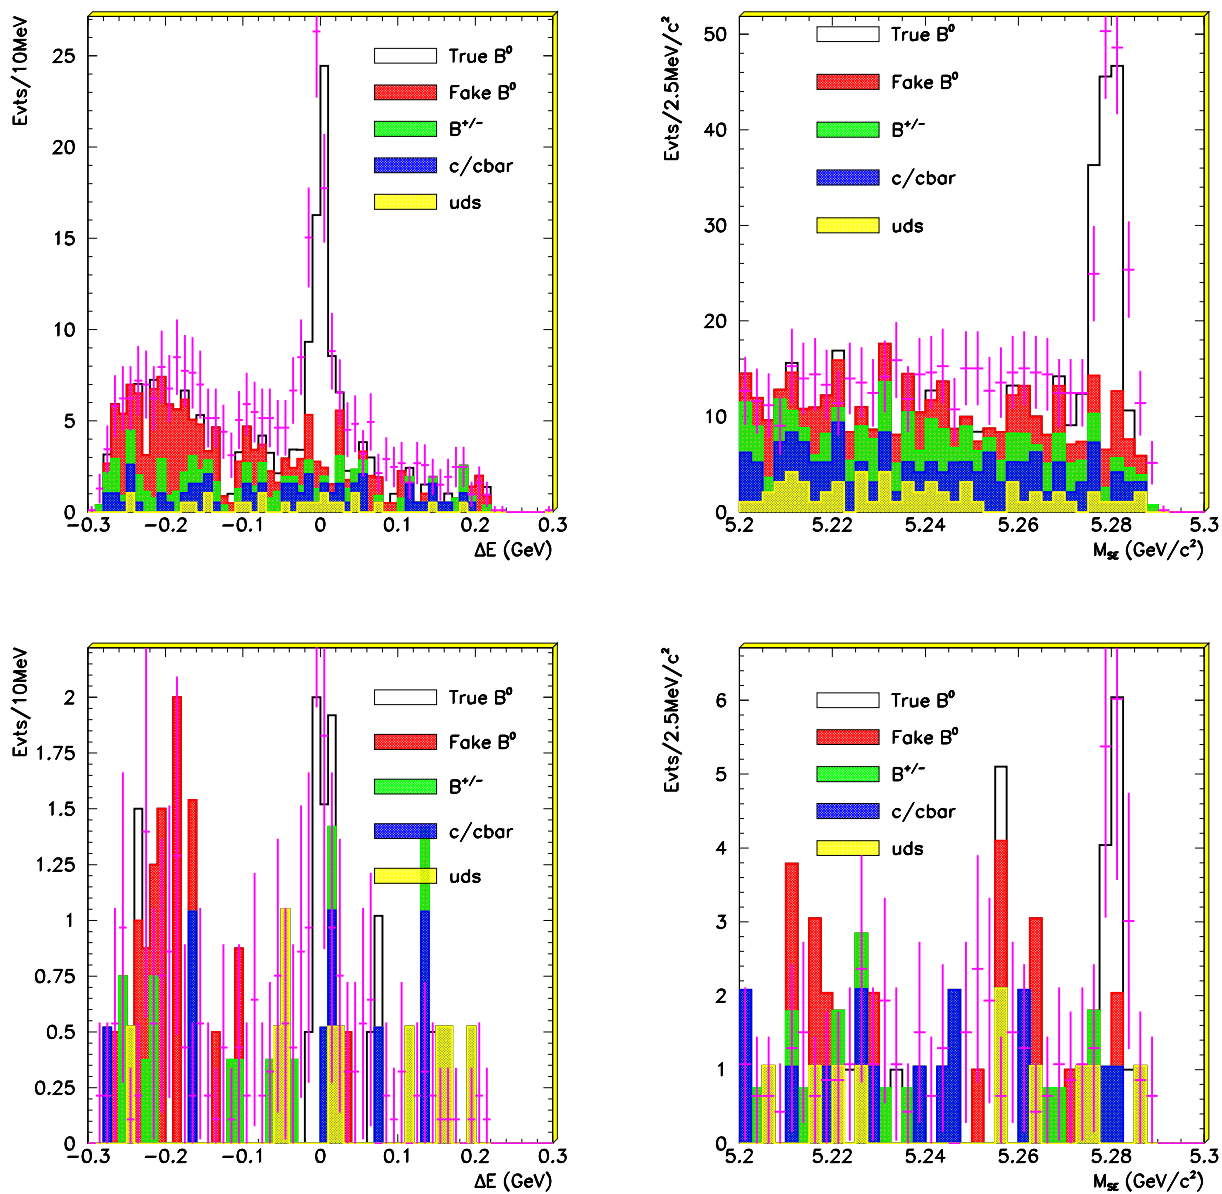 Evts/10MeV
25
20
15
10
5
0
−0.3 −0.2 −0.1 0 0.1 0.2 0.3
ΔE (GeV)
True B⁰
Fake B⁰
B⁺/⁻
c/cbar
uds
Evts/2.5MeV/c²
50
40
30
20
10
0
5.2 5.22 5.24 5.26 5.28 5.3
M_SE (GeV/c²)
True B⁰
Fake B⁰
B⁺/⁻
c/cbar
uds
Evts/10MeV
2
1.75
1.5
1.25
1
0.75
0.5
0.25
0
−0.3 −0.2 −0.1 0 0.1 0.2 0.3
ΔE (GeV)
True B⁰
Fake B⁰
B⁺/⁻
c/cbar
uds
Evts/2.5MeV/c²
6
5
4
3
2
1
0
5.2 5.22 5.24 5.26 5.28 5.3
M_SE (GeV/c²)
True B⁰
Fake B⁰
B⁺/⁻
c/cbar
uds